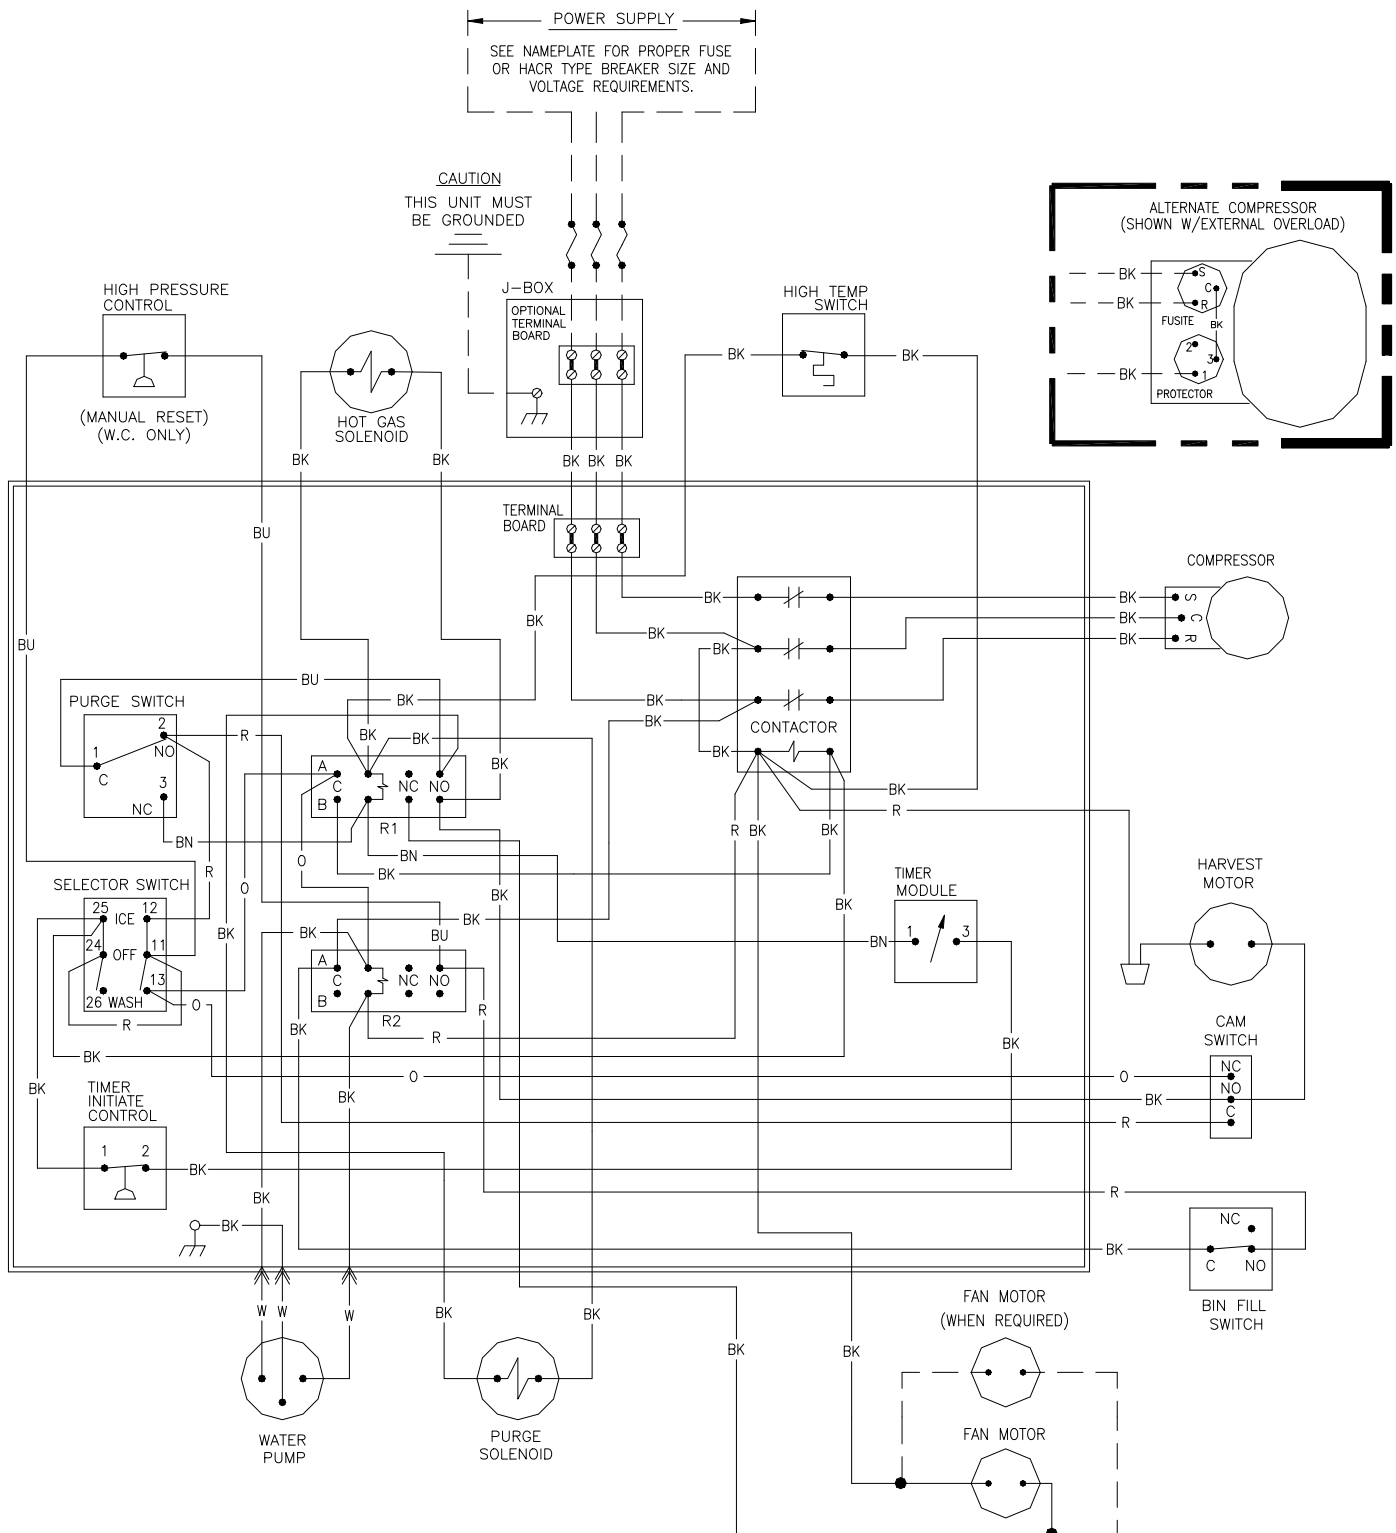 POWER SUPPLY
SEE NAMEPLATE FOR PROPER FUSE
OR HACR TYPE BREAKER SIZE AND
VOLTAGE REQUIREMENTS.
CAUTION
THIS UNIT MUST
BE GROUNDED
ALTERNATE COMPRESSOR
(SHOWN W/EXTERNAL OVERLOAD)
BK
S
C
BK
R
FUSITE
BK
2
3
BK
1
PROTECTOR
HIGH PRESSURE
CONTROL
(MANUAL RESET)
(W.C. ONLY)
HOT GAS
SOLENOID
J-BOX
OPTIONAL
TERMINAL
BOARD
HIGH TEMP
SWITCH
BK
BK
BK
BK
BK BK BK
TERMINAL
BOARD
BU
COMPRESSOR
BK
BK
S
BK
BK
C
BK
BK
R
BU
BK
BK
BU
PURGE SWITCH
2
NO
1
C
3
NC
R
BK
BK
BK
BK
BK
BK
CONTACTOR
BK
BK
A
C
NC
NO
B
R1
BN
BN
BK
BK
R
R
BK
BK
O
R
O
SELECTOR SWITCH
25
ICE
12
24
OFF
11
13
26
WASH
R
O
BK
BK
BK
BK
BK
BU
A
C
NC
NO
B
R2
R
R
BK
BK
TIMER
MODULE
BN
1
3
BK
HARVEST
MOTOR
CAM
SWITCH
NC
NO
C
O
O
BK
R
BK
BK
TIMER
INITIATE
CONTROL
1
2
BK
BK
BK
R
BK
NC
C
NO
BIN FILL
SWITCH
W
W
W
BK
BK
BK
BK
WATER
PUMP
PURGE
SOLENOID
FAN MOTOR
(WHEN REQUIRED)
FAN MOTOR